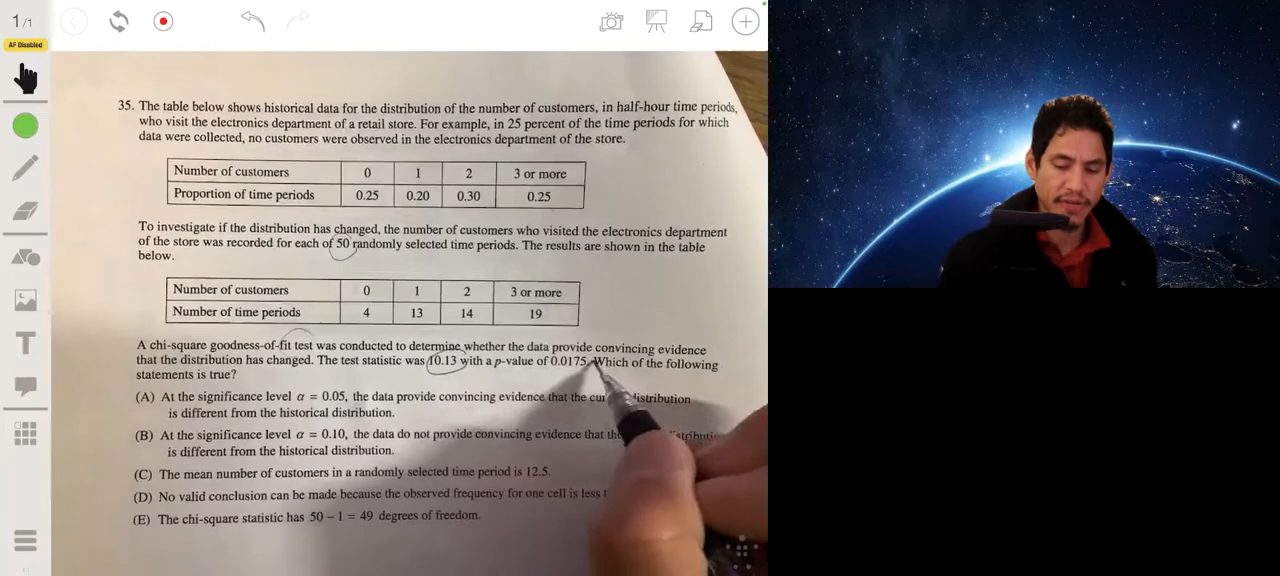 1/1
AF Disabled
35. The table below shows historical data for the distribution of the number of customers, in half-hour time periods,
who visit the electronics department of a retail store. For example, in 25 percent of the time periods for which
data were collected, no customers were observed in the electronics department of the store.
Number of customers 0 1 2 3 or more
Proportion of time periods 0.25 0.20 0.30 0.25
To investigate if the distribution has changed, the number of customers who visited the electronics department
of the store was recorded for each of 50 randomly selected time periods. The results are shown in the table
below.
Number of customers 0 1 2 3 or more
Number of time periods 4 13 14 19
A chi-square goodness-of-fit test was conducted to determine whether the data provide convincing evidence
that the distribution has changed. The test statistic was 10.13 with a p-value of 0.0175. Which of the following
statements is true?
(A) At the significance level α = 0.05, the data provide convincing evidence that the distribution
is different from the historical distribution.
(B) At the significance level α = 0.10, the data do not provide convincing evidence that
is different from the historical distribution.
(C) The mean number of customers in a randomly selected time period is 12.5.
(D) No valid conclusion can be made because the observed frequency for one cell is less
(E) The chi-square statistic has 50 − 1 = 49 degrees of freedom.
T